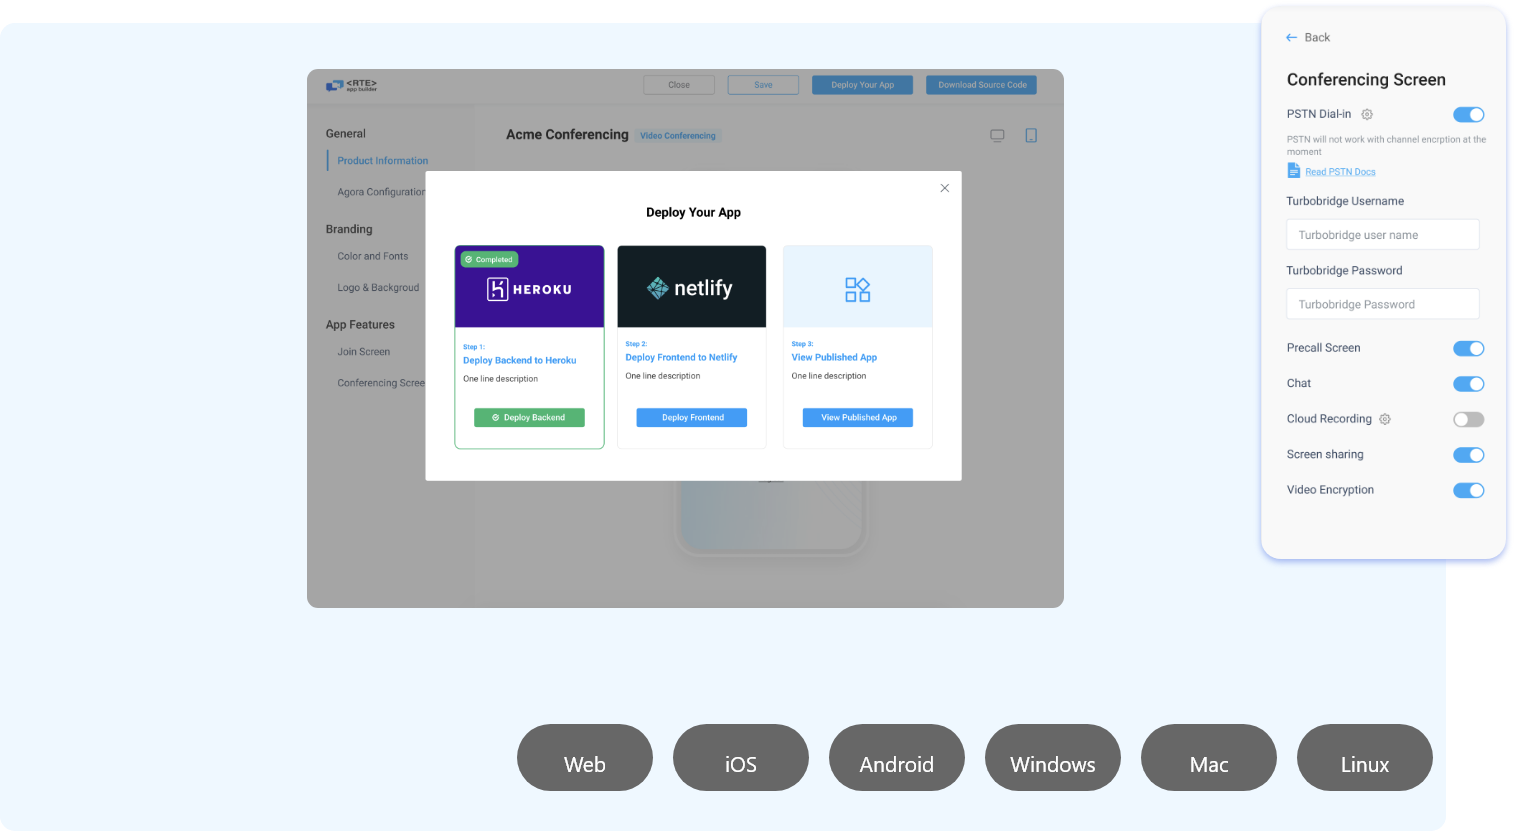 <RTE>
app builder
Close
Save
Deploy Your App
Download Source Code
General
Product Information
Agora Configuration
Branding
Color and Fonts
Logo & Backgroud
App Features
Join Screen
Conferencing Scree
Acme Conferencing
Video Conferencing
Deploy Your App
Completed
HEROKU
Step 1:
Deploy Backend to Heroku
One line description
Deploy Backend
netlify
Step 2:
Deploy Frontend to Netlify
One line description
Deploy Frontend
Step 3:
View Published App
One line description
View Published App
Back
Conferencing Screen
PSTN Dial-in
PSTN will not work with channel encrption at the
moment
Read PSTN Docs
Turbobridge Username
Turbobridge user name
Turbobridge Password
Turbobridge Password
Precall Screen
Chat
Cloud Recording
Screen sharing
Video Encryption
Web
iOS
Android
Windows
Mac
Linux